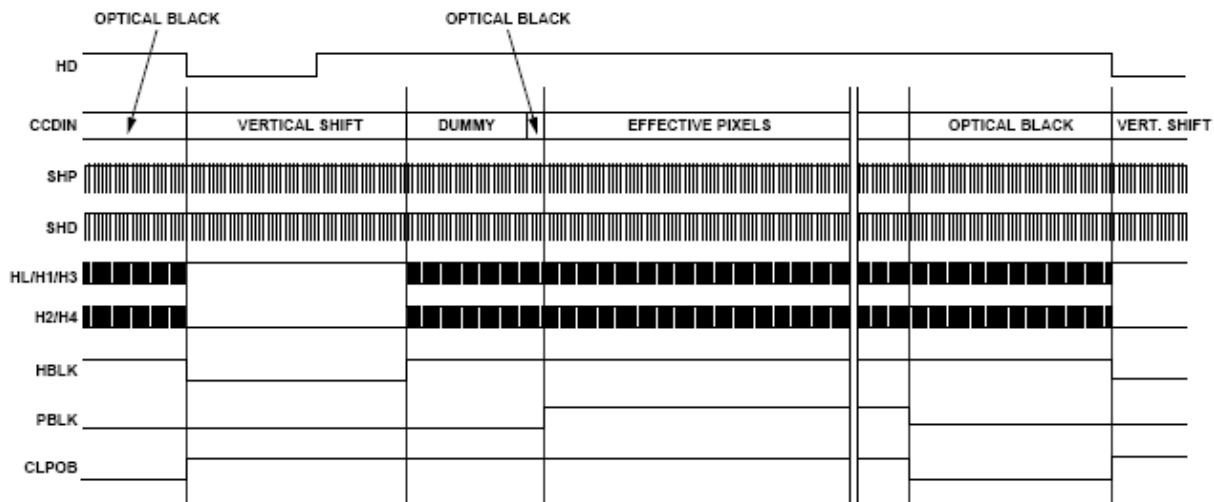 OPTICAL BLACK OPTICAL BLACK
HD
CCDIN VERTICAL SHIFT DUMMY EFFECTIVE PIXELS OPTICAL BLACK VERT. SHIFT
SHP
SHD
HL/H1/H3
H2/H4
HBLK
PBLK
CLPOB